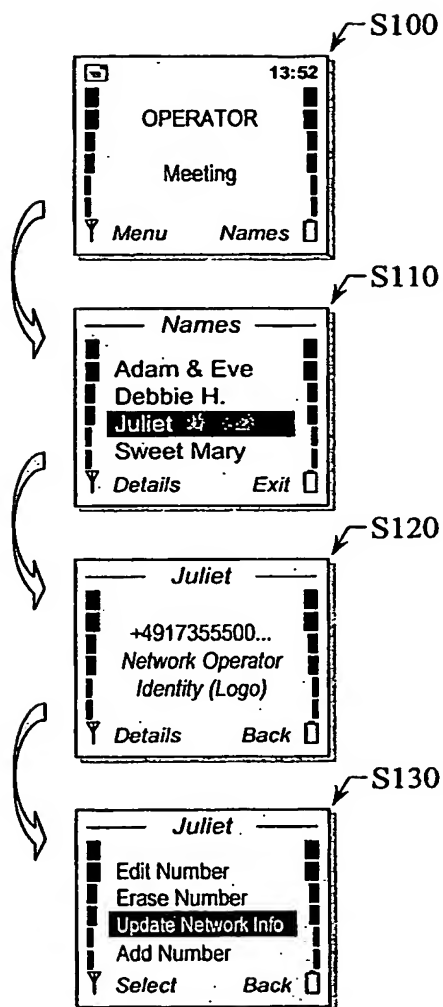 S100
13:52
OPERATOR
Meeting
Menu Names
S110
Names
Adam & Eve
Debbie H.
Juliet
Sweet Mary
Details Exit
S120
Juliet
+4917355500...
Network Operator
Identity (Logo)
Details Back
S130
Juliet
Edit Number
Erase Number
Update Network Info
Add Number
Select Back